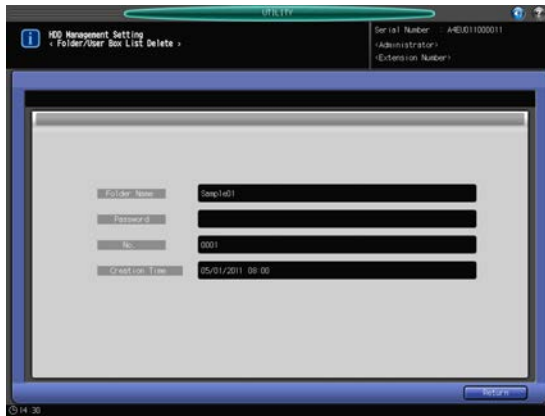 UTILITY
HDD Management Setting
< Folder/User Box List Delete >
Serial Number : A4EU011000011
<Administrator>
<Extension Number>
Folder Name
Sample01
Password
No.
0001
Creation Time
05/01/2011 08:00
Return
14:30